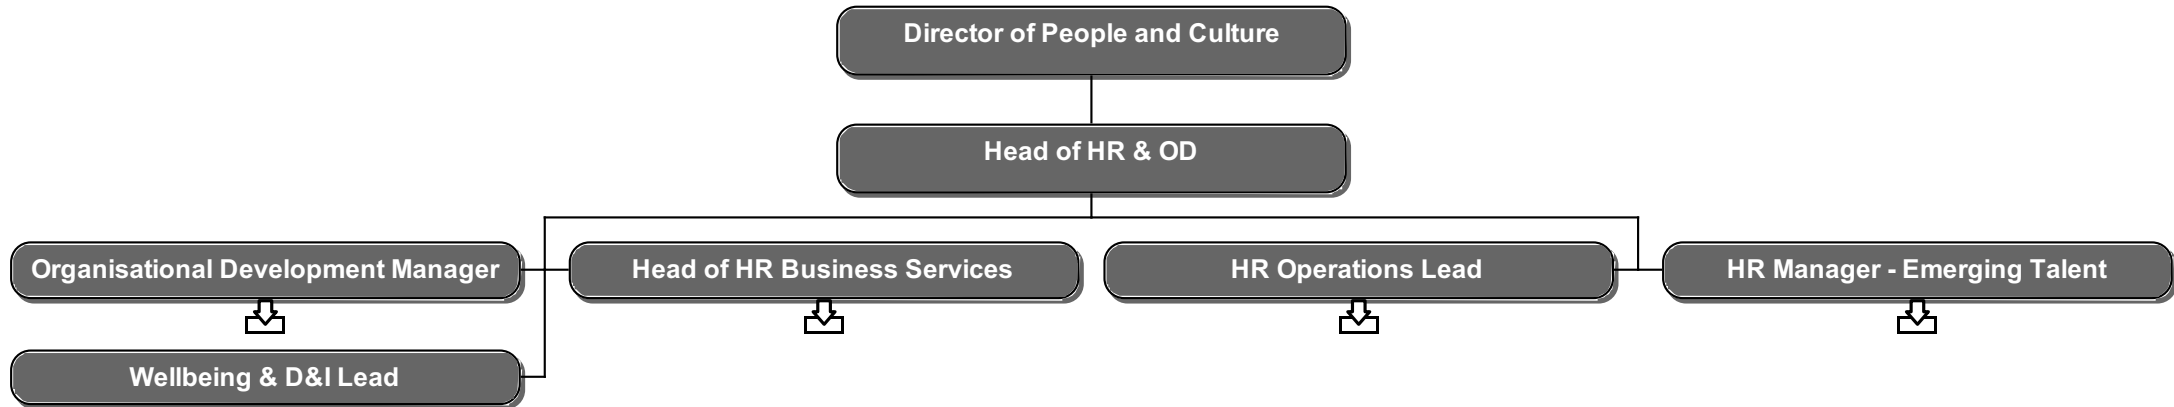 Director of People and Culture
Head of HR & OD
Organisational Development Manager
Head of HR Business Services
HR Operations Lead
HR Manager - Emerging Talent
Wellbeing & D&I Lead